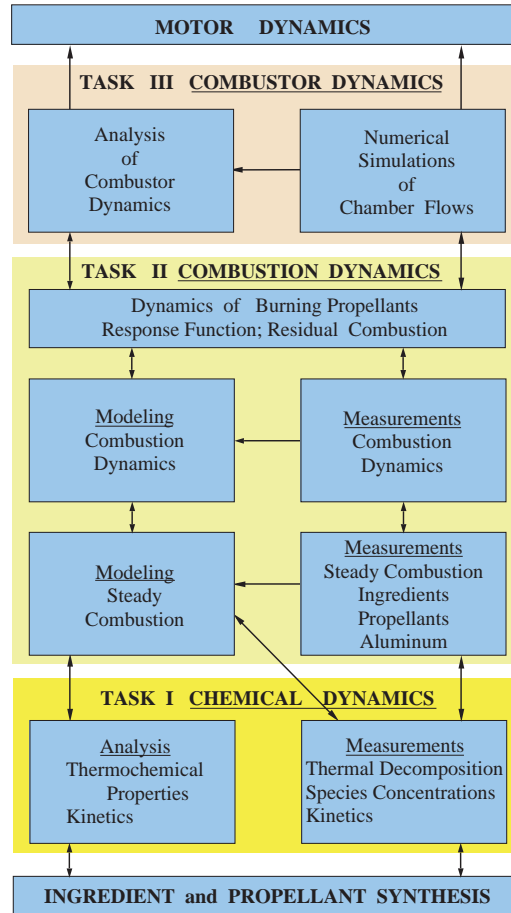 MOTOR DYNAMICS
TASK III COMBUSTOR DYNAMICS
Analysis
of
Combustor
Dynamics
Numerical
Simulations
of
Chamber Flows
TASK II COMBUSTION DYNAMICS
Dynamics of Burning Propellants
Response Function; Residual Combustion
Modeling
Combustion
Dynamics
Measurements
Combustion
Dynamics
Modeling
Steady
Combustion
Measurements
Steady Combustion
Ingredients
Propellants
Aluminum
TASK I CHEMICAL DYNAMICS
Analysis
Thermochemical
Properties
Kinetics
Measurements
Thermal Decomposition
Species Concentrations
Kinetics
INGREDIENT and PROPELLANT SYNTHESIS